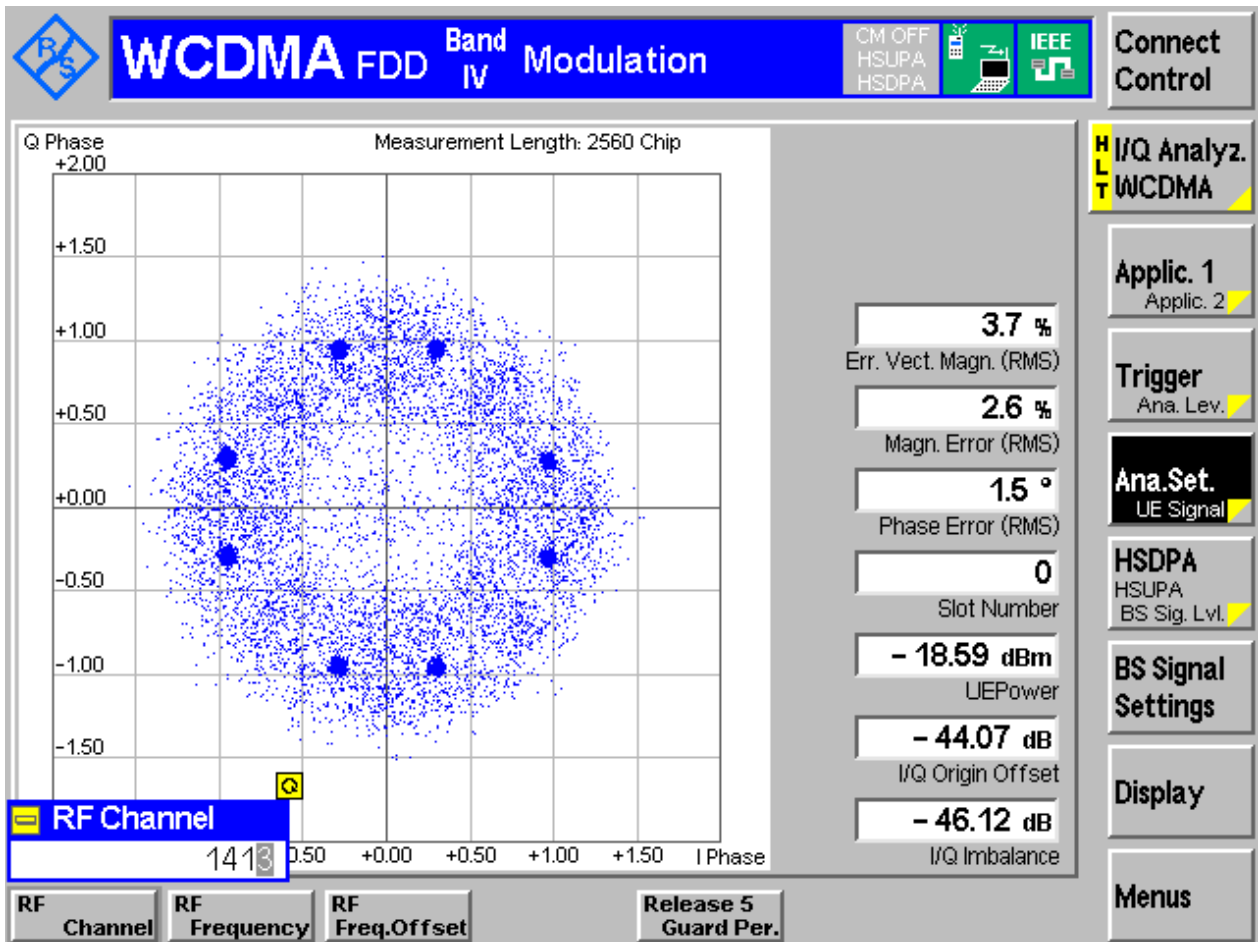 R&S
WCDMA FDD Band IV Modulation
CM OFF
HSUPA
HSDPA
IEEE
Connect Control
Q Phase
Measurement Length: 2560 Chip
+2.00
+1.50
+1.00
+0.50
+0.00
-0.50
-1.00
-1.50
Q
RF Channel
1413
0.50 +0.00 +0.50 +1.00 +1.50 I Phase
3.7 %
Err. Vect. Magn. (RMS)
2.6 %
Magn. Error (RMS)
1.5 °
Phase Error (RMS)
0
Slot Number
– 18.59 dBm
UEPower
– 44.07 dB
I/Q Origin Offset
– 46.12 dB
I/Q Imbalance
HLT
I/Q Analyz. WCDMA
Applic. 1
Applic. 2
Trigger
Ana. Lev.
Ana.Set.
UE Signal
HSDPA
HSUPA
BS Sig. Lvl.
BS Signal Settings
Display
Menus
RF Channel
RF Frequency
RF Freq.Offset
Release 5 Guard Per.